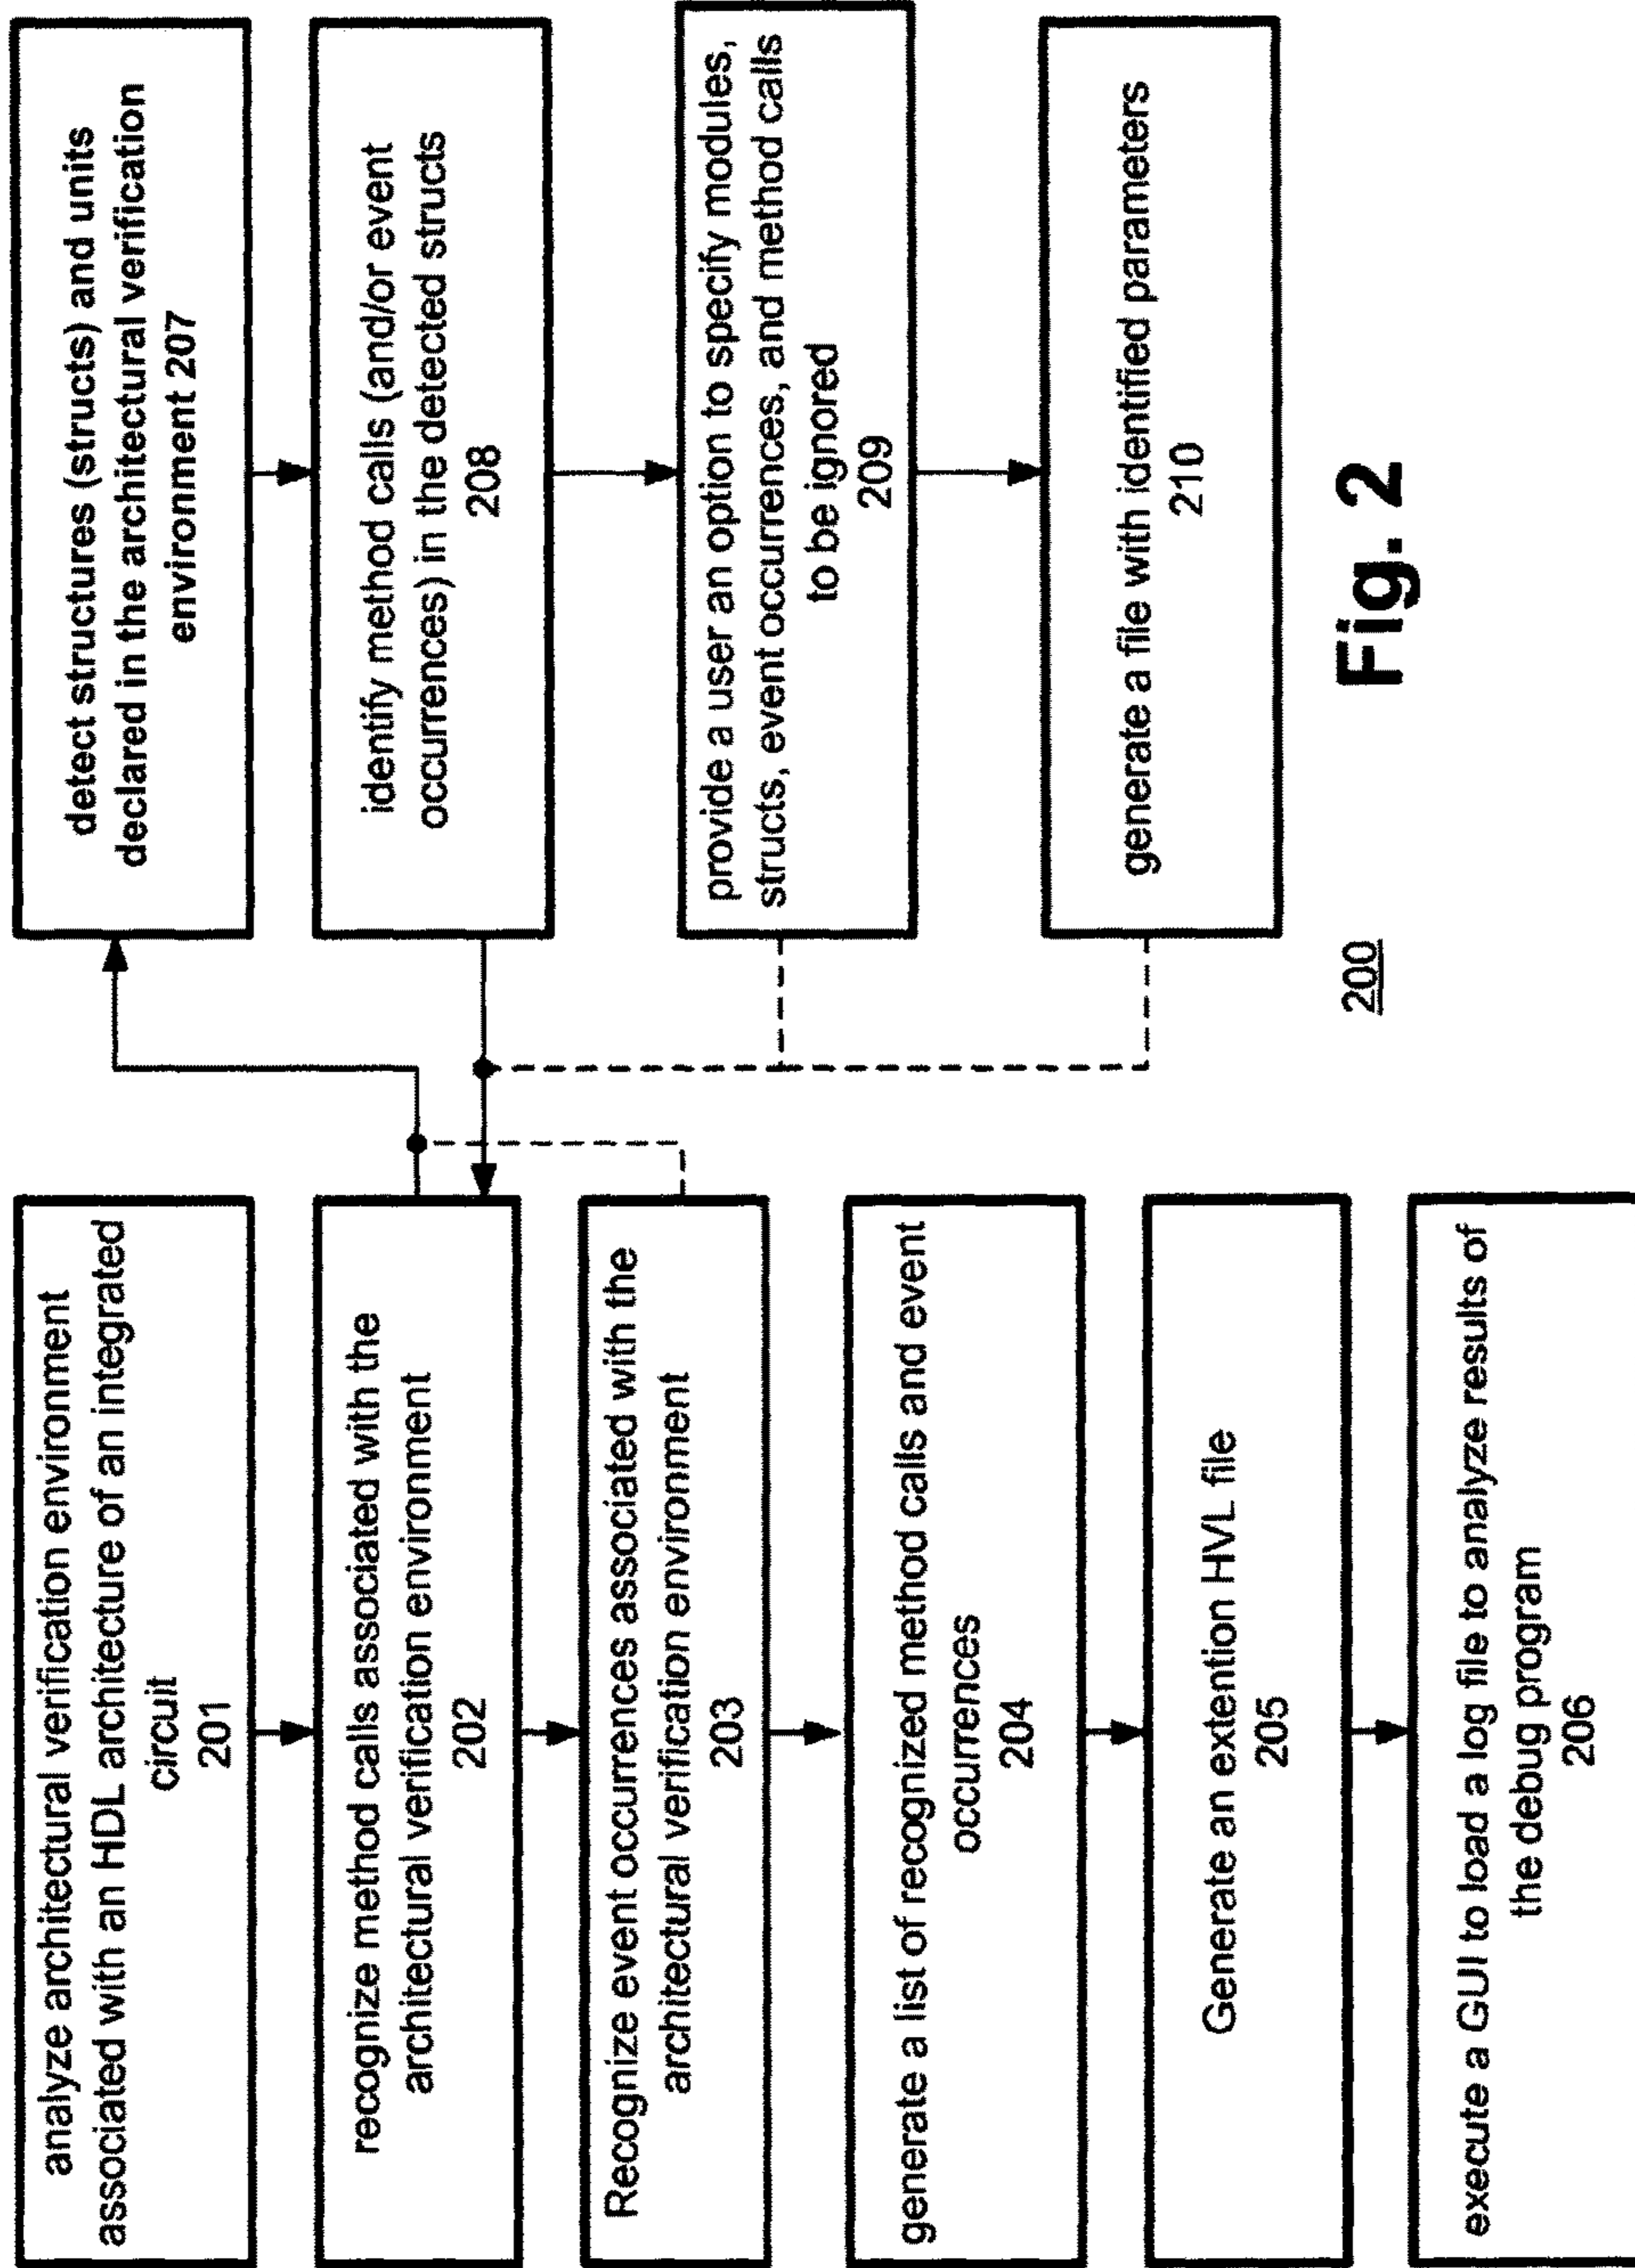 analyze architectural verification environment
associated with an HDL architecture of an integrated
circuit
201
recognize method calls associated with the
architectural verification environment
202
Recognize event occurrences associated with the
architectural verification environment
203
generate a list of recognized method calls and event
occurrences
204
Generate an extention HVL file
205
execute a GUI to load a log file to analyze results of
the debug program
206
detect structures (structs) and units
declared in the architectural verification
environment 207
identify method calls (and/or event
occurrences) in the detected structs
208
provide a user an option to specify modules,
structs, event occurrences, and method calls
to be ignored
209
generate a file with identified parameters
210
200
Fig. 2